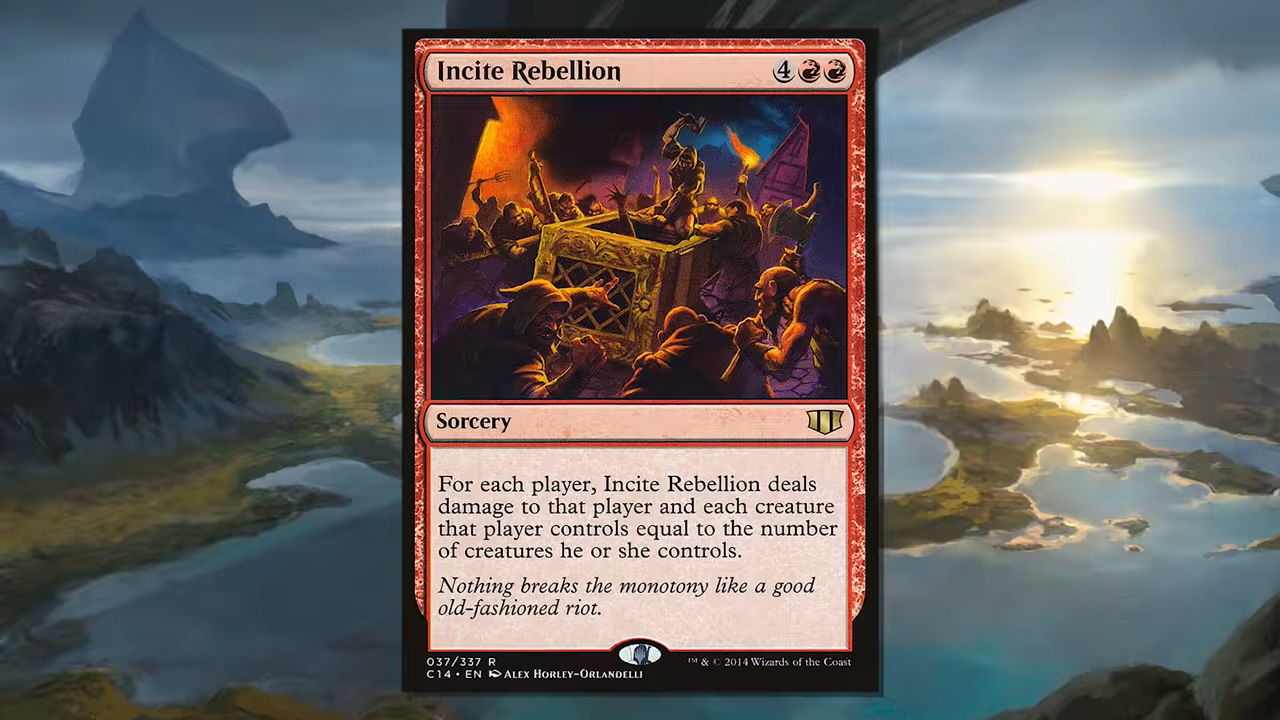 Incite Rebellion 4
Sorcery
For each player, Incite Rebellion deals
damage to that player and each creature
that player controls equal to the number
of creatures he or she controls.
Nothing breaks the monotony like a good
old-fashioned riot.
037/337 R
C14 • EN Alex Horley-Orlandelli
™ & © 2014 Wizards of the Coast